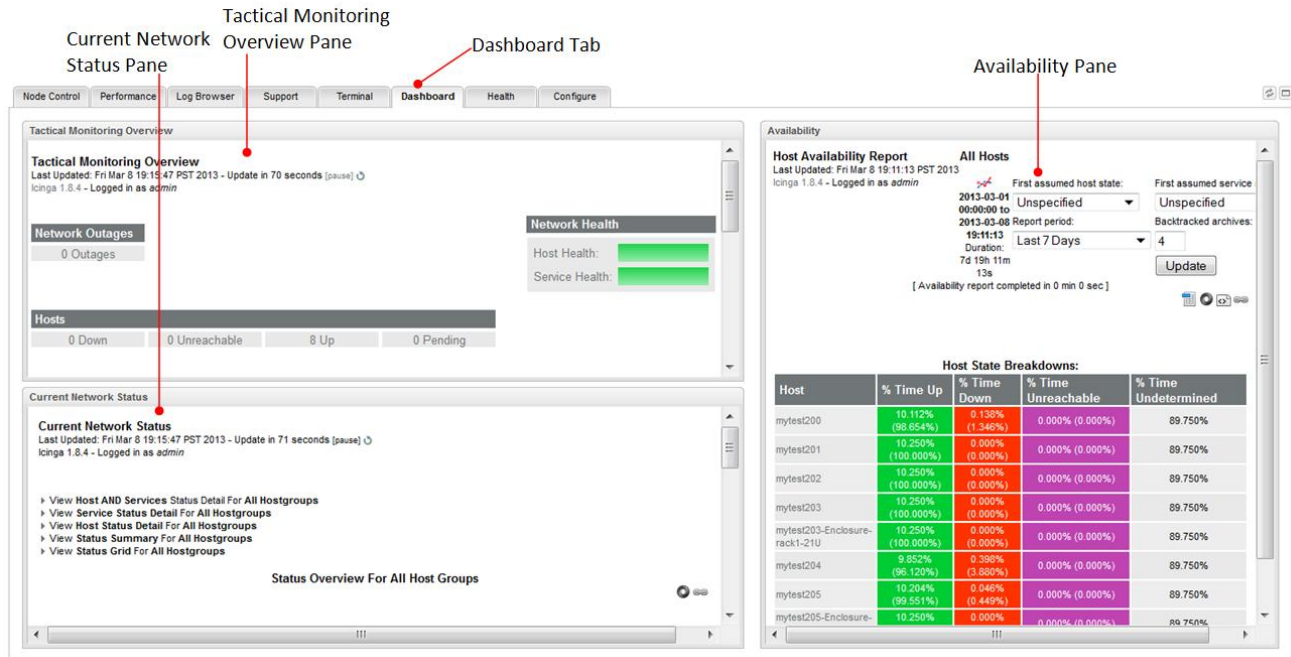 Tactical Monitoring
Overview Pane
Current Network
Status Pane
Dashboard Tab
Availability Pane
Node Control Performance Log Browser Support Terminal Dashboard Health Configure
Tactical Monitoring Overview
Tactical Monitoring Overview
Last Updated: Fri Mar 8 19:15:47 PST 2013 - Update in 70 seconds [pause]
Icinga 1.8.4 - Logged in as admin
Network Outages
0 Outages
Network Health
Host Health:
Service Health:
Hosts
0 Down 0 Unreachable 8 Up 0 Pending
Current Network Status
Current Network Status
Last Updated: Fri Mar 8 19:15:47 PST 2013 - Update in 71 seconds [pause]
Icinga 1.8.4 - Logged in as admin
View Host AND Services Status Detail For All Hostgroups
View Service Status Detail For All Hostgroups
View Host Status Detail For All Hostgroups
View Status Summary For All Hostgroups
View Status Grid For All Hostgroups
Status Overview For All Host Groups
Availability
Host Availability Report
Last Updated: Fri Mar 8 19:11:13 PST 2013
Icinga 1.8.4 - Logged in as admin
All Hosts
2013-03-01
00:00:00 to
2013-03-08
19:11:13
Duration:
7d 19h 11m
13s
[ Availability report completed in 0 min 0 sec ]
First assumed host state:
Unspecified
Report period:
Last 7 Days
First assumed service
Unspecified
Backtracked archives:
4
Update
Host State Breakdowns:
Host % Time Up % Time Down % Time Unreachable % Time Undetermined
mytest200 10.112% (98.654%) 0.138% (1.346%) 0.000% (0.000%) 89.750%
mytest201 10.250% (100.000%) 0.000% (0.000%) 0.000% (0.000%) 89.750%
mytest202 10.250% (100.000%) 0.000% (0.000%) 0.000% (0.000%) 89.750%
mytest203 10.250% (100.000%) 0.000% (0.000%) 0.000% (0.000%) 89.750%
mytest203-Enclosure-rack1-21U 10.250% (100.000%) 0.000% (0.000%) 0.000% (0.000%) 89.750%
mytest204 9.852% (96.120%) 0.398% (3.880%) 0.000% (0.000%) 89.750%
mytest205 10.204% (99.551%) 0.046% (0.449%) 0.000% (0.000%) 89.750%
mytest205-Enclosure- 10.250% 0.000% 0.000% (0.000%) 89.750%